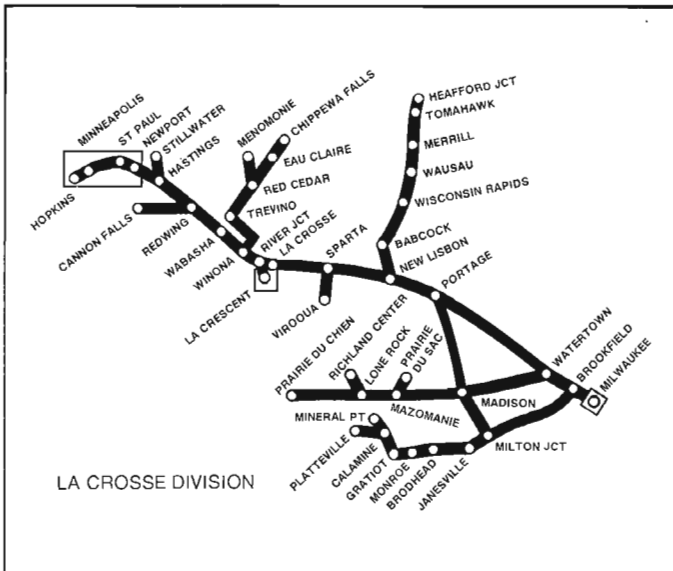 HEAFFORD JCT
TOMAHAWK
MERRILL
WAUSAU
WISCONSIN RAPIDS
BABCOCK
NEW LISBON
CHIPPEWA FALLS
MENOMONIE
EAU CLAIRE
RED CEDAR
TREVINO
MINNEAPOLIS
ST PAUL
NEWPORT
STILLWATER
HASTINGS
HOPKINS
CANNON FALLS
REDWING
WABASHA
WINONA
RIVER JCT
LA CROSSE
LA CRESCENT
SPARTA
VIROQUA
PORTAGE
WATERTOWN
BROOKFIELD
MILWAUKEE
PRAIRIE DU CHIEN
RICHLAND CENTER
LONE ROCK
PRAIRIE
DU SAC
MAZOMANIE
MADISON
MINERAL PT
PLATTEVILLE
CALAMINE
GRATIOT
MONROE
BRODHEAD
JANESVILLE
MILTON JCT
LA CROSSE DIVISION